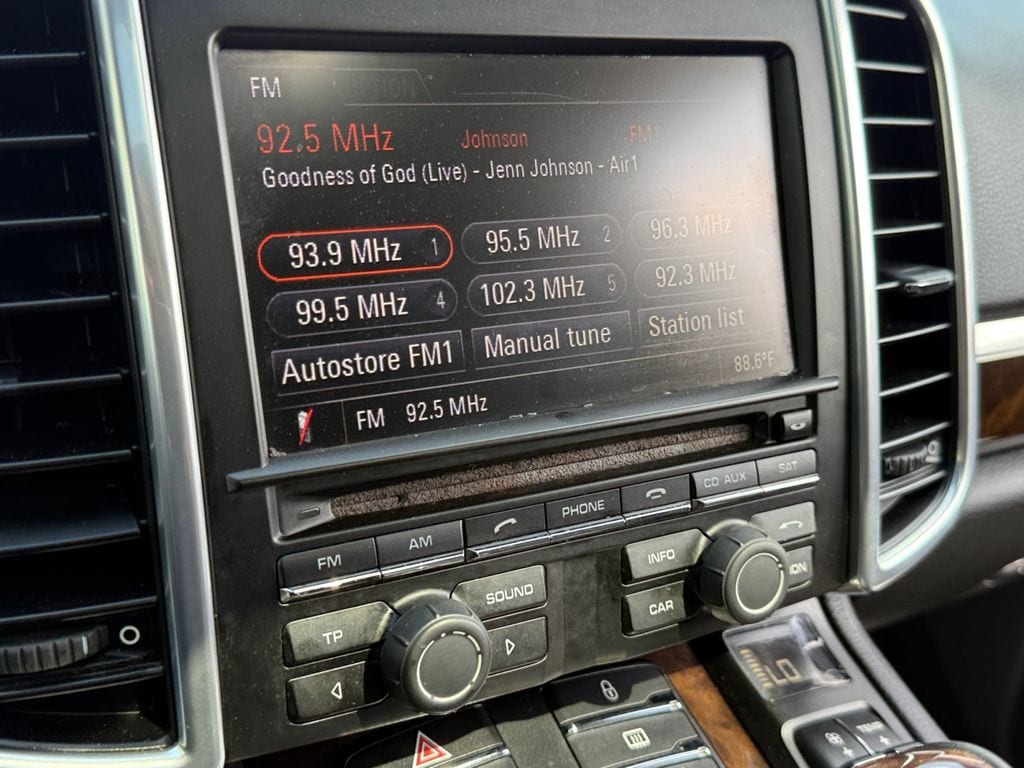 FM OPTION
92.5 MHz Johnson FM1
Goodness of God (Live) - Jenn Johnson - Air1
93.9 MHz 1 95.5 MHz 2 96.3 MHz
99.5 MHz 4 102.3 MHz 5 92.3 MHz
Autostore FM1 Manual tune Station list
88.6°F
FM 92.5 MHz
FM AM PHONE CD AUX SAT
TP SOUND INFO
CAR
TEMP